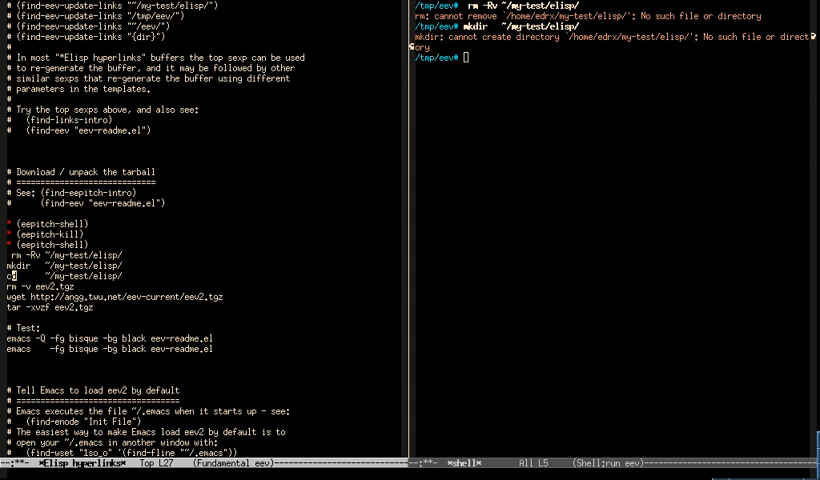 # (find-eev-update-links "~/my-test/elisp/")
# (find-eev-update-links "/tmp/eev/")
# (find-eev-update-links "~/eev/")
# (find-eev-update-links "{dir}")
#
# In most "*Elisp hyperlinks" buffers the top sexp can be used
# to re-generate the buffer, and it may be followed by other
# similar sexps that re-generate the buffer using different
# parameters in the templates.
#
# Try the top sexps above, and also see:
# (find-links-intro)
# (find-eev "eev-readme.el")
# Download / unpack the tarball
# =============================
# See: (find-eepitch-intro)
# (find-eev "eev-readme.el")
* (eepitch-shell)
* (eepitch-kill)
* (eepitch-shell)
rm -Rv ~/my-test/elisp/
mkdir ~/my-test/elisp/
cd ~/my-test/elisp/
rm -v eev2.tgz
wget http://angg.twu.net/eev-current/eev2.tgz
tar -xvzf eev2.tgz
# Test:
emacs -Q -fg bisque -bg black eev-readme.el
emacs -fg bisque -bg black eev-readme.el
# Tell Emacs to load eev2 by default
# ==================================
# Emacs executes the file ~/.emacs when it starts up - see:
# (find-enode "Init File")
# The easiest way to make Emacs load eev2 by default is to
# open your ~/.emacs in another window with:
# (find-wset "1so_o" '(find-fline "~/.emacs"))
--:**- *Elisp hyperlinks* Top L27 (Fundamental eev)
/tmp/eev# rm -Rv ~/my-test/elisp/
rm: cannot remove `/home/edrx/my-test/elisp/': No such file or directory
/tmp/eev# mkdir ~/my-test/elisp/
mkdir: cannot create directory `/home/edrx/my-test/elisp/': No such file or direct
ory
/tmp/eev#
--:**- *shell* All L5 (Shell:run eev)